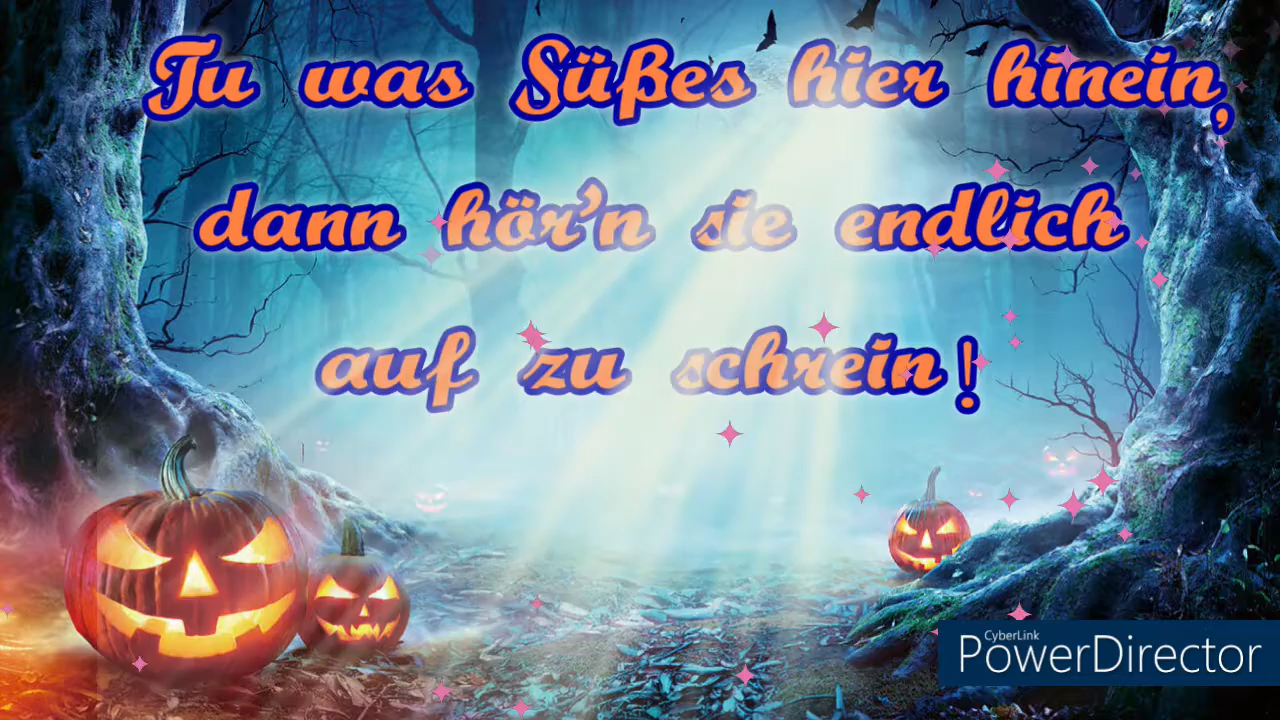 Tu was Süßes hier hinein,
dann hör'n sie endlich
auf zu schrein!
CyberLink
PowerDirector